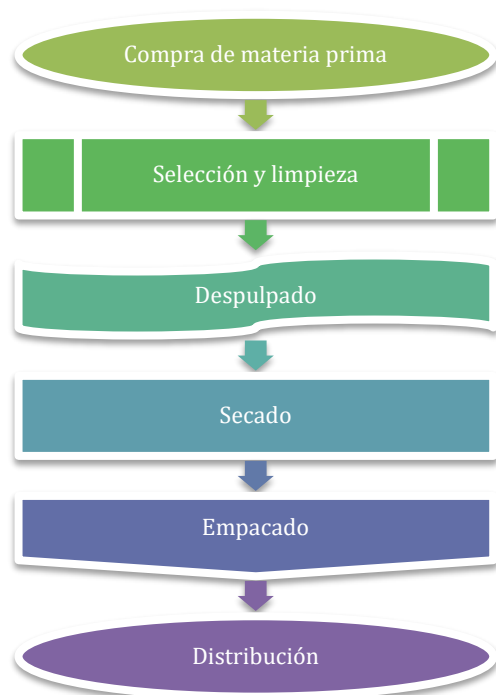 Compra de materia prima
Selección y limpieza
Despulpado
Secado
Empacado
Distribución